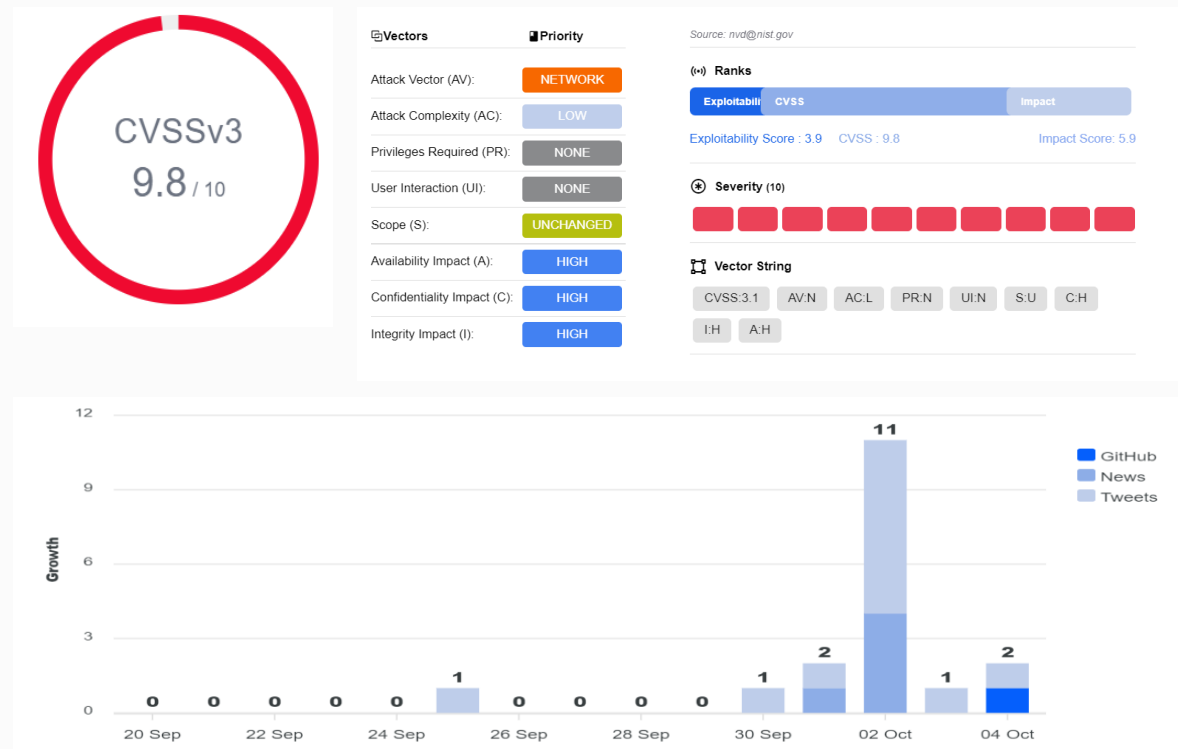 CVSSv3
9.8 / 10
Vectors Priority
Attack Vector (AV): NETWORK
Attack Complexity (AC): LOW
Privileges Required (PR): NONE
User Interaction (UI): NONE
Scope (S): UNCHANGED
Availability Impact (A): HIGH
Confidentiality Impact (C): HIGH
Integrity Impact (I): HIGH
Source: nvd@nist.gov
Ranks
Exploitabili CVSS Impact
Exploitability Score : 3.9 CVSS : 9.8 Impact Score: 5.9
Severity (10)
Vector String
CVSS:3.1 AV:N AC:L PR:N UI:N S:U C:H
I:H A:H
12
9
6
3
0
Growth
0 0 0 0 0 1 0 0 0 0 1 2 11 1 2
20 Sep 22 Sep 24 Sep 26 Sep 28 Sep 30 Sep 02 Oct 04 Oct
GitHub
News
Tweets